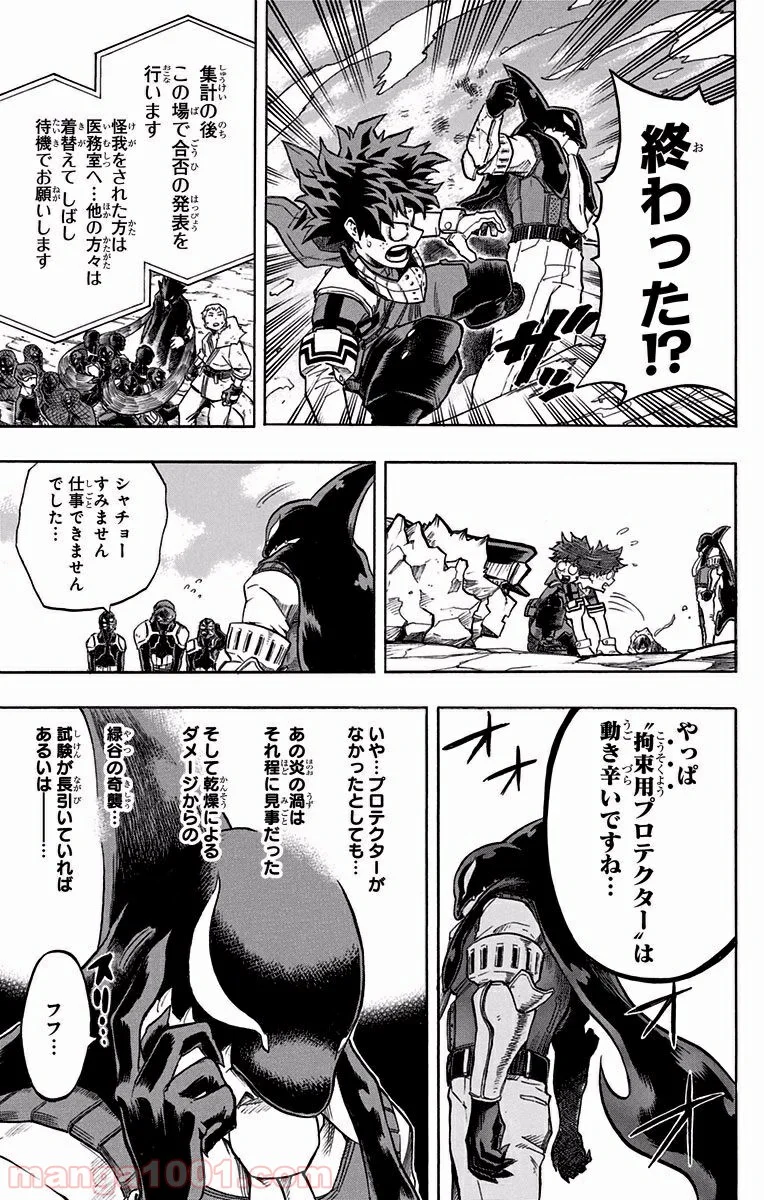 終わった!?
ザッ
集計の後
この場で合否の発表を
行います
怪我をされた方は
医務室へ…他の方々は
着替えてしばし
待機でお願いします
シャチョー
すみません
仕事できません
でした…
やっぱ
"拘束用プロテクター"は
動き辛いですね…
いや…プロテクターが
なかったとしても…
あの炎の渦は
それ程に見事だった
そして乾燥による
ダメージからの
緑谷の奇襲…
試験が長引いていれば
あるいは───…
スリ…
フフ…
manga1001.com